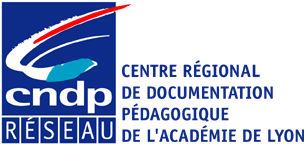 cndp
RÉSEAU
CENTRE RÉGIONAL
DE DOCUMENTATION
PÉDAGOGIQUE
DE L'ACADÉMIE DE LYON